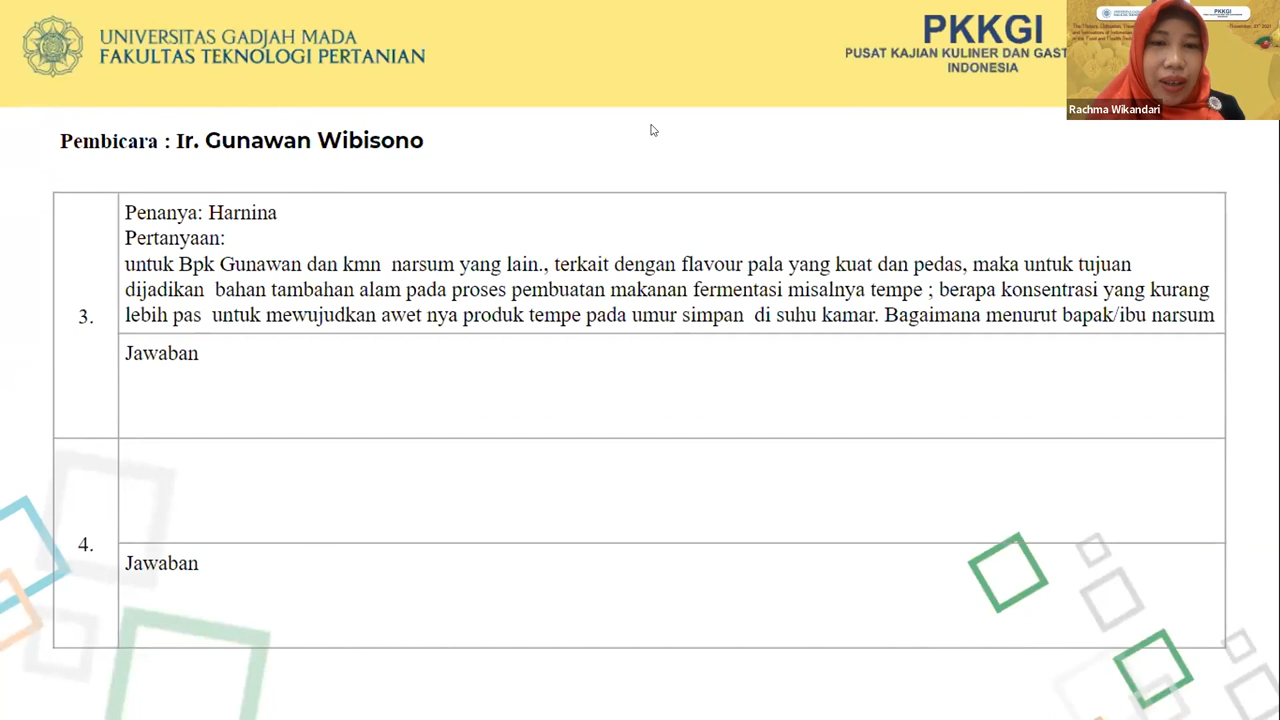 UNIVERSITAS GADJAH MADA
FAKULTAS TEKNOLOGI PERTANIAN
PKKGI
PUSAT KAJIAN KULINER DAN GAST
INDONESIA
PKKGI
Rachma Wikandari
Pembicara : Ir. Gunawan Wibisono
3.
Penanya: Harnina
Pertanyaan:
untuk Bpk Gunawan dan kmn narsum yang lain., terkait dengan flavour pala yang kuat dan pedas, maka untuk tujuan
dijadikan bahan tambahan alam pada proses pembuatan makanan fermentasi misalnya tempe ; berapa konsentrasi yang kurang
lebih pas untuk mewujudkan awet nya produk tempe pada umur simpan di suhu kamar. Bagaimana menurut bapak/ibu narsum
Jawaban
4.
Jawaban